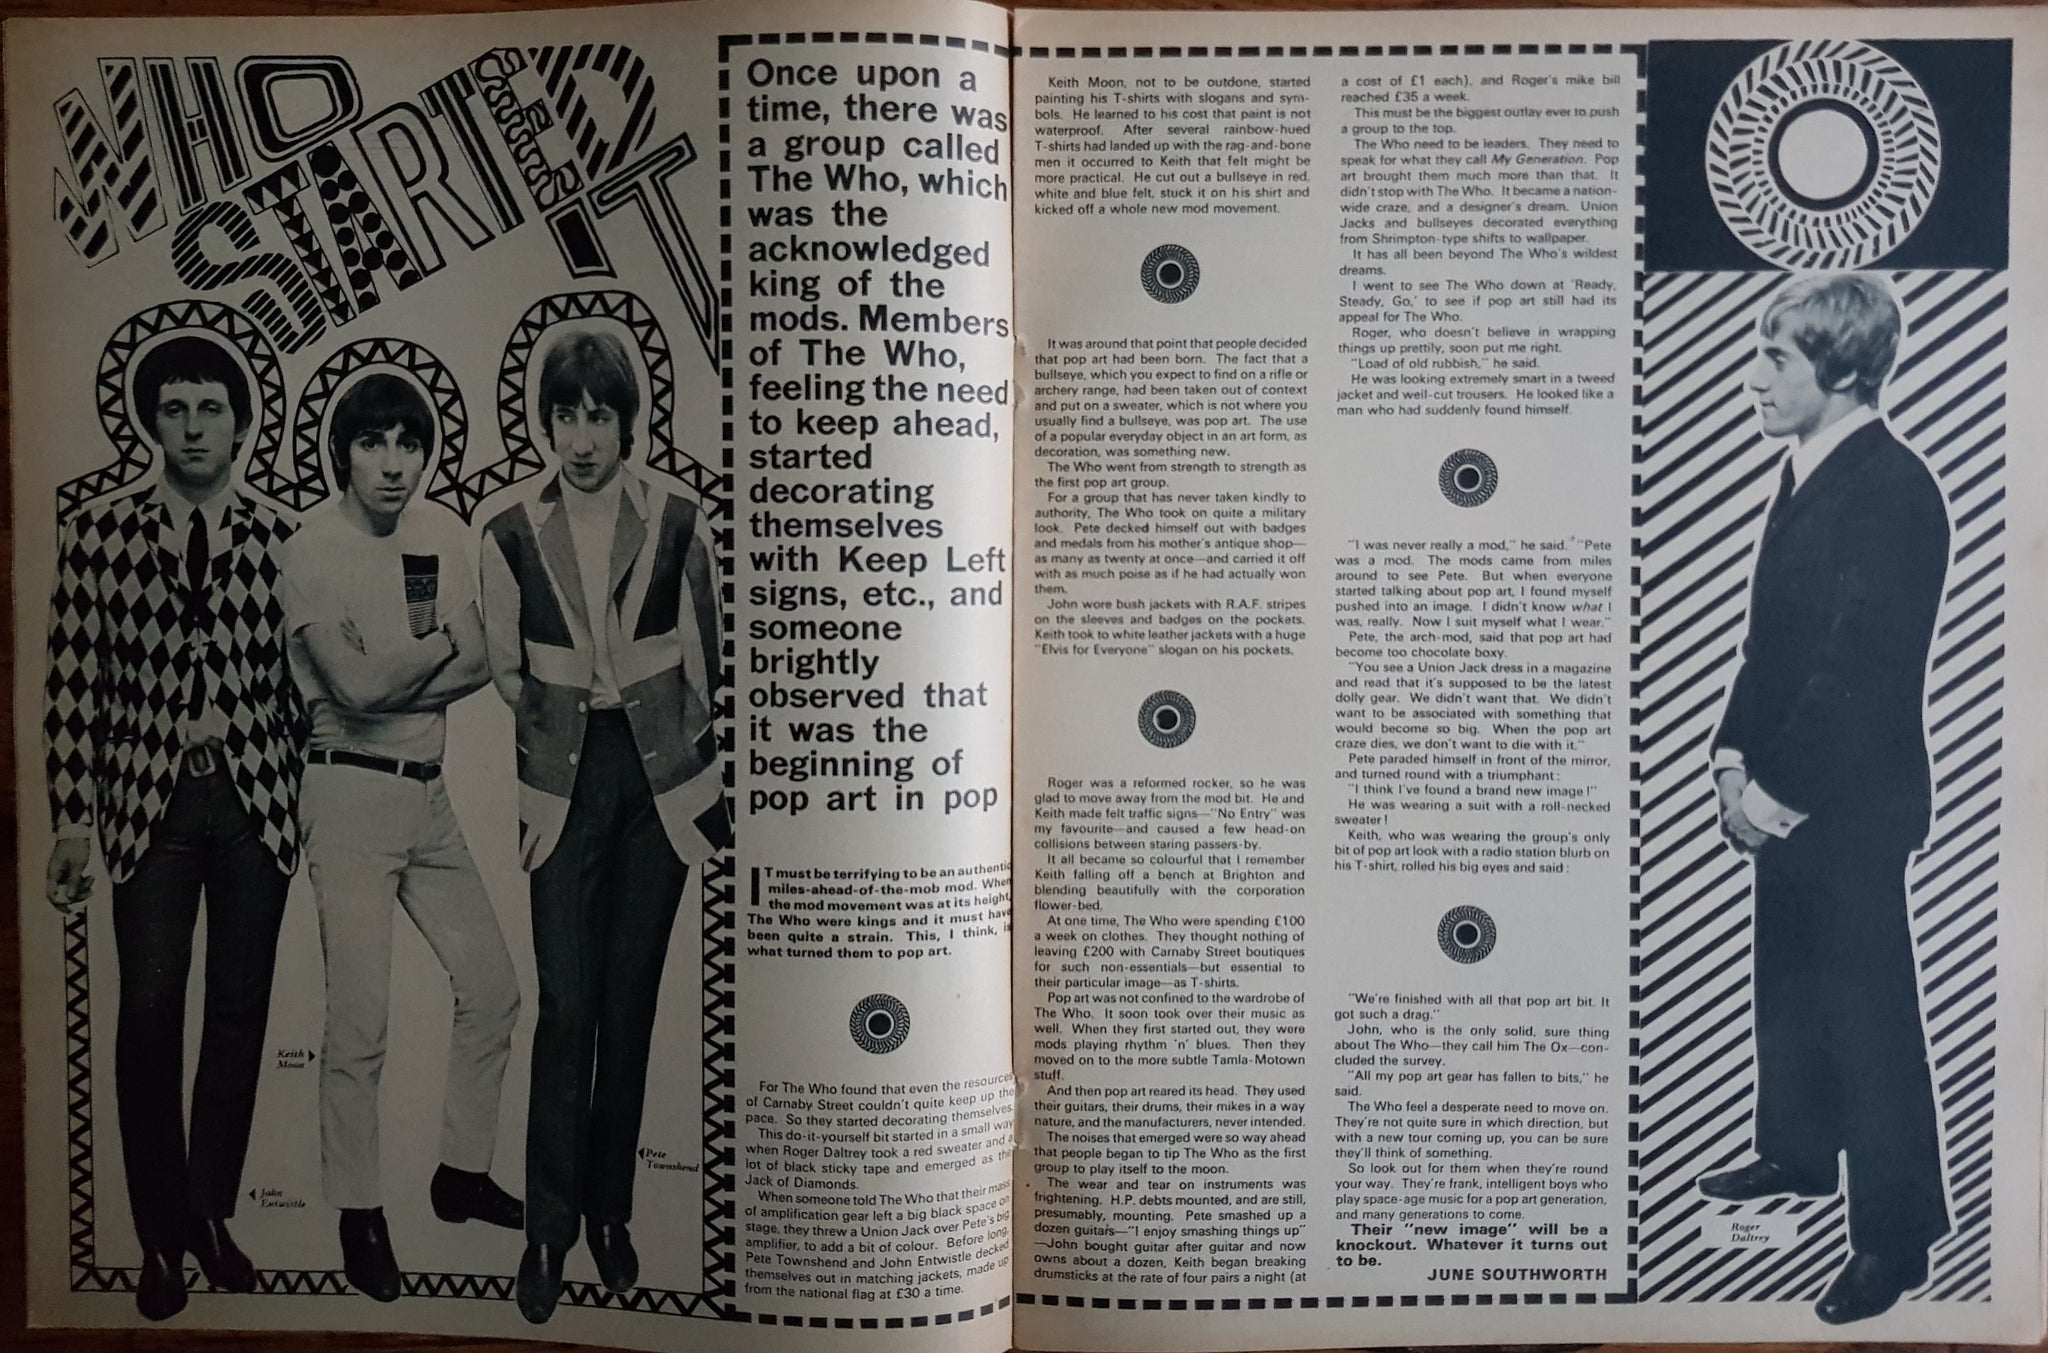 WHO
STARTED
IT
Keith
Moon
John
Entwistle
Pete
Townshend
Once upon a
time, there was
a group called
The Who, which
was the
acknowledged
king of the
mods. Members
of The Who,
feeling the need
to keep ahead,
started
decorating
themselves
with Keep Left
signs, etc., and
someone
brightly
observed that
it was the
beginning of
pop art in pop
IT must be terrifying to be an authentic
miles-ahead-of-the-mob mod. When
the mod movement was at its height,
The Who were kings and it must have
been quite a strain. This, I think, is
what turned them to pop art.
For The Who found that even the resources
of Carnaby Street couldn't quite keep up the
pace. So they started decorating themselves.
This do-it-yourself bit started in a small way
when Roger Daltrey took a red sweater and a
lot of black sticky tape and emerged as the
Jack of Diamonds.
When someone told The Who that their mass
of amplification gear left a big black space on
stage, they threw a Union Jack over Pete's big
amplifier, to add a bit of colour. Before long,
Pete Townshend and John Entwistle decked
themselves out in matching jackets, made up
from the national flag at £30 a time.
Keith Moon, not to be outdone, started
painting his T-shirts with slogans and sym-
bols. He learned to his cost that paint is not
waterproof. After several rainbow-hued
T-shirts had landed up with the rag-and-bone
men it occurred to Keith that felt might be
more practical. He cut out a bullseye in red,
white and blue felt, stuck it on his shirt and
kicked off a whole new mod movement.
It was around that point that people decided
that pop art had been born. The fact that a
bullseye, which you expect to find on a rifle or
archery range, had been taken out of context
and put on a sweater, which is not where you
usually find a bullseye, was pop art. The use
of a popular everyday object in an art form, as
decoration, was something new.
The Who went from strength to strength as
the first pop art group.
For a group that has never taken kindly to
authority, The Who took on quite a military
look. Pete decked himself out with badges
and medals from his mother's antique shop—
as many as twenty at once—and carried it off
with as much poise as if he had actually won
them.
John wore bush jackets with R.A.F. stripes
on the sleeves and badges on the pockets.
Keith took to white leather jackets with a huge
"Elvis for Everyone" slogan on his pockets.
Roger was a reformed rocker, so he was
glad to move away from the mod bit. He and
Keith made felt traffic signs—"No Entry" was
my favourite—and caused a few head-on
collisions between staring passers-by.
It all became so colourful that I remember
Keith falling off a bench at Brighton and
blending beautifully with the corporation
flower-bed.
At one time, The Who were spending £100
a week on clothes. They thought nothing of
leaving £200 with Carnaby Street boutiques
for such non-essentials—but essential to
their particular image—as T-shirts.
Pop art was not confined to the wardrobe of
The Who. It soon took over their music as
well. When they first started out, they were
mods playing rhythm 'n' blues. Then they
moved on to the more subtle Tamla-Motown
stuff.
And then pop art reared its head. They used
their guitars, their drums, their mikes in a way
nature, and the manufacturers, never intended.
The noises that emerged were so way ahead
that people began to tip The Who as the first
group to play itself to the moon.
The wear and tear on instruments was
frightening. H.P. debts mounted, and are still,
presumably, mounting. Pete smashed up a
dozen guitars—"I enjoy smashing things up"
—John bought guitar after guitar and now
owns about a dozen, Keith began breaking
drumsticks at the rate of four pairs a night (at
a cost of £1 each), and Roger's mike bill
reached £35 a week.
This must be the biggest outlay ever to push
a group to the top.
The Who need to be leaders. They need to
speak for what they call My Generation. Pop
art brought them much more than that. It
didn't stop with The Who. It became a nation-
wide craze, and a designer's dream. Union
Jacks and bullseyes decorated everything
from Shrimpton-type shifts to wallpaper.
It has all been beyond The Who's wildest
dreams.
I went to see The Who down at 'Ready,
Steady, Go,' to see if pop art still had its
appeal for The Who.
Roger, who doesn't believe in wrapping
things up prettily, soon put me right.
"Load of old rubbish," he said.
He was looking extremely smart in a tweed
jacket and well-cut trousers. He looked like a
man who had suddenly found himself.
"I was never really a mod," he said. "Pete
was a mod. The mods came from miles
around to see Pete. But when everyone
started talking about pop art, I found myself
pushed into an image. I didn't know what I
was, really. Now I suit myself what I wear."
Pete, the arch-mod, said that pop art had
become too chocolate boxy.
"You see a Union Jack dress in a magazine
and read that it's supposed to be the latest
dolly gear. We didn't want that. We didn't
want to be associated with something that
would become so big. When the pop art
craze dies, we don't want to die with it."
Pete paraded himself in front of the mirror,
and turned round with a triumphant:
"I think I've found a brand new image!"
He was wearing a suit with a roll-necked
sweater!
Keith, who was wearing the group's only
bit of pop art look with a radio station blurb on
his T-shirt, rolled his big eyes and said:
"We're finished with all that pop art bit. It
got such a drag."
John, who is the only solid, sure thing
about The Who—they call him The Ox—con-
cluded the survey.
"All my pop art gear has fallen to bits," he
said.
The Who feel a desperate need to move on.
They're not quite sure in which direction, but
with a new tour coming up, you can be sure
they'll think of something.
So look out for them when they're round
your way. They're frank, intelligent boys who
play space-age music for a pop art generation,
and many generations to come.
Their "new image" will be a
knockout. Whatever it turns out
to be.
JUNE SOUTHWORTH
Roger
Daltrey